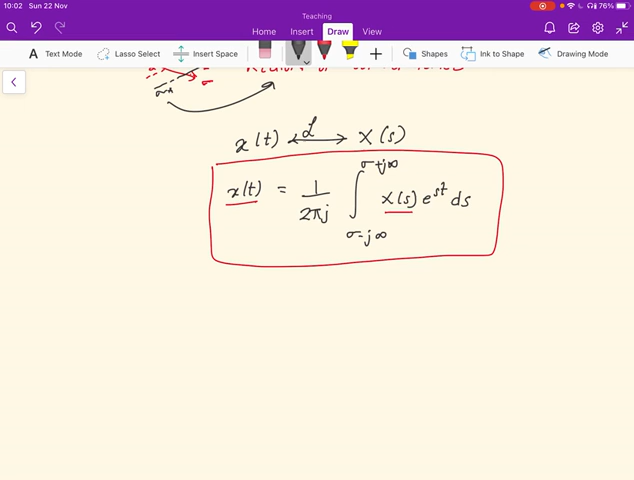 10:02 Sun 22 Nov
76%
Teaching
Home Insert Draw View
A Text Mode Lasso Select Insert Space Shapes Ink to Shape Drawing Mode
σ
x(t) ⟷ℒ X(s)
x(t) = 1/2πj ∫_{σ-j∞}^{σ+j∞} X(s) e^{st} ds